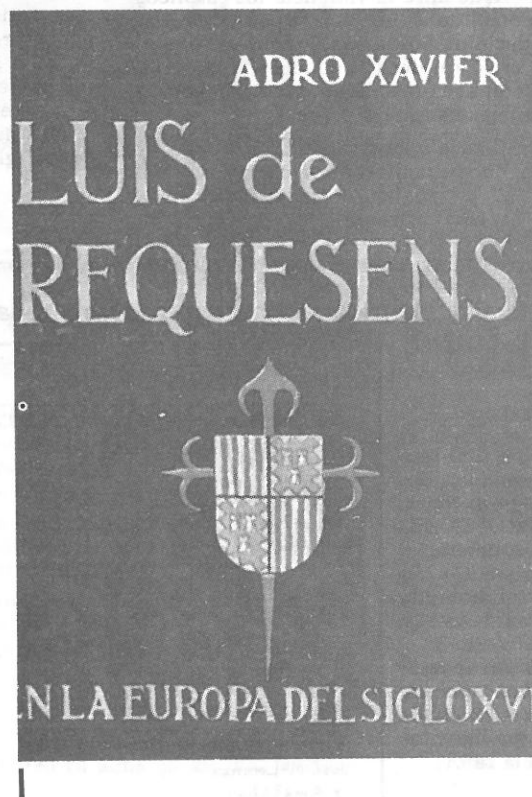 ADRO XAVIER
LUIS de
REQUESENS
EN LA EUROPA DEL SIGLO XVI